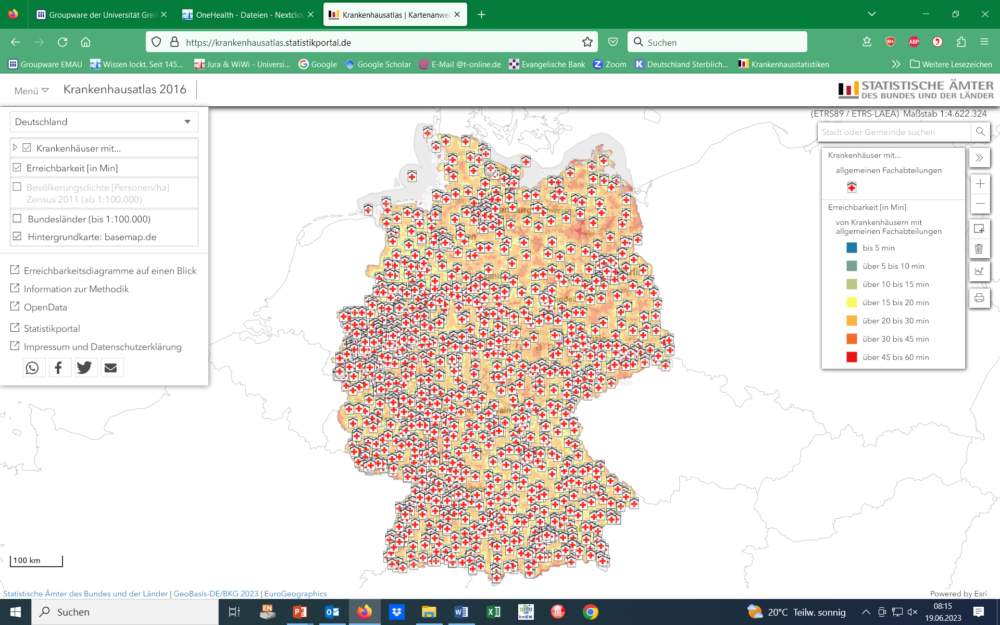 Groupware der Universität Greif
OneHealth - Dateien - Nextclou
Krankenhausatlas | Kartenanwen
https://krankenhausatlas.statistikportal.de
Suchen
Groupware EMAU
Wissen lockt. Seit 145...
Jura & WiWi - Universi...
Google
Google Scholar
E-Mail @t-online.de
Evangelische Bank
Zoom
Deutschland Sterblich...
Krankenhausstatistiken
Weitere Lesezeichen
Menü
Krankenhausatlas 2016
STATISTISCHE ÄMTER
DES BUNDES UND DER LÄNDER
(ETRS89 / ETRS-LAEA) Maßstab 1:4.622.324
Deutschland
Krankenhäuser mit...
Erreichbarkeit [in Min]
Bevölkerungsdichte [Personen/ha]
Zensus 2011 (ab 1:100.000)
Bundesländer (bis 1:100.000)
Hintergrundkarte: basemap.de
Erreichbarkeitsdiagramme auf einen Blick
Information zur Methodik
OpenData
Statistikportal
Impressum und Datenschutzerklärung
Stadt oder Gemeinde suchen
Krankenhäuser mit...
allgemeinen Fachabteilungen
Erreichbarkeit [in Min]
von Krankenhäusern mit
allgemeinen Fachabteilungen
bis 5 min
über 5 bis 10 min
über 10 bis 15 min
über 15 bis 20 min
über 20 bis 30 min
über 30 bis 45 min
über 45 bis 60 min
100 km
Statistische Ämter des Bundes und der Länder | GeoBasis-DE/BKG 2023 | EuroGeographics
Powered by Esri
Suchen
EN
InEK
20°C Teilw. sonnig
08:15
19.06.2023